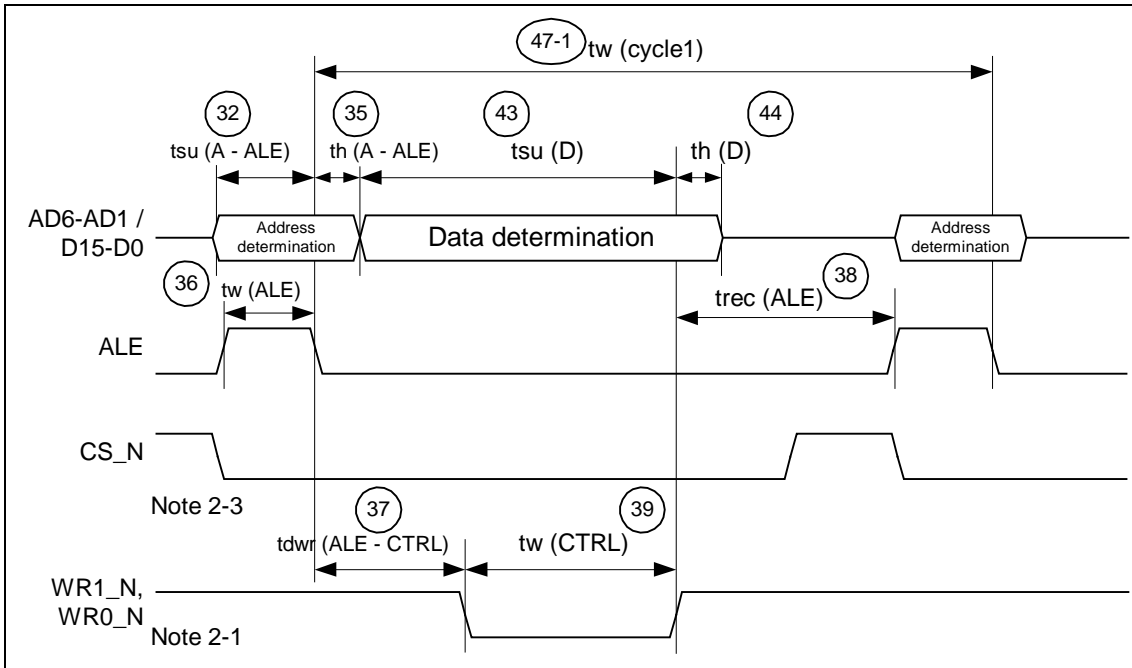 47-1
tw (cycle1)
32
35
43
44
tsu (A - ALE)
th (A - ALE)
tsu (D)
th (D)
AD6-AD1 /
D15-D0
Address
determination
Data determination
Address
determination
36
tw (ALE)
trec (ALE)
38
ALE
CS_N
Note 2-3
37
39
tdwr (ALE - CTRL)
tw (CTRL)
WR1_N,
WR0_N
Note 2-1